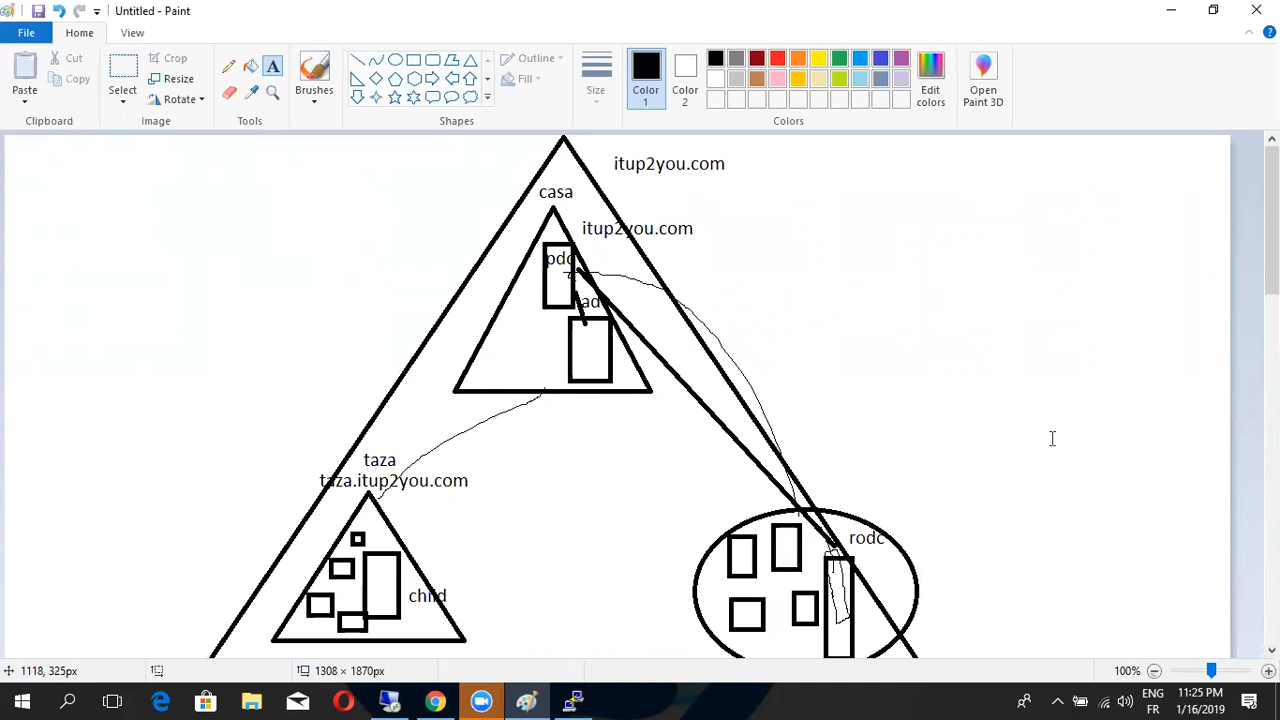 Untitled - Paint
File
Home
View
Paste
Cut
Copy
Clipboard
Select
Crop
Resize
Rotate
Image
A
Tools
Brushes
Outline
Fill
Shapes
Size
Color 1
Color 2
Edit colors
Colors
Open Paint 3D
itup2you.com
casa
itup2you.com
pdc
taza
taza.itup2you.com
child
rodc
1118, 325px
1308 × 1870px
100%
ENG
FR
11:25 PM
1/16/2019